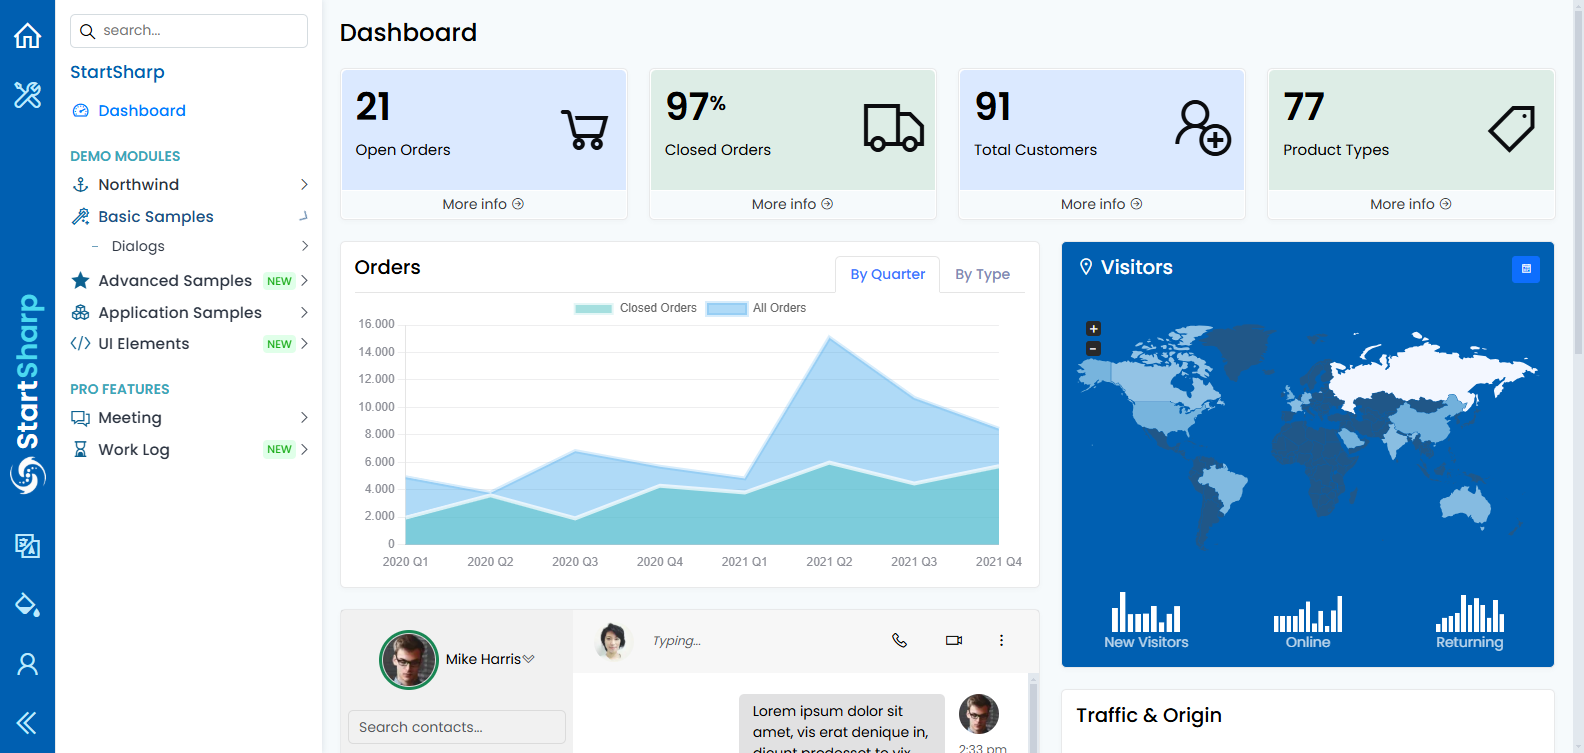 search...
StartSharp
Dashboard
DEMO MODULES
Northwind
Basic Samples
Dialogs
Advanced Samples NEW
Application Samples
UI Elements NEW
PRO FEATURES
Meeting
Work Log NEW
StartSharp
Dashboard
21
Open Orders
More info
97%
Closed Orders
More info
91
Total Customers
More info
77
Product Types
More info
Orders
By Quarter
By Type
Closed Orders
All Orders
16.000
14.000
12.000
10.000
8.000
6.000
4.000
2.000
0
2020 Q1 2020 Q2 2020 Q3 2020 Q4 2021 Q1 2021 Q2 2021 Q3 2021 Q4
Visitors
+
−
New Visitors
Online
Returning
Mike Harris
Search contacts...
Typing...
Lorem ipsum dolor sit
amet, vis erat denique in,
dicunt prodesset te vix
2:33 pm
Traffic & Origin